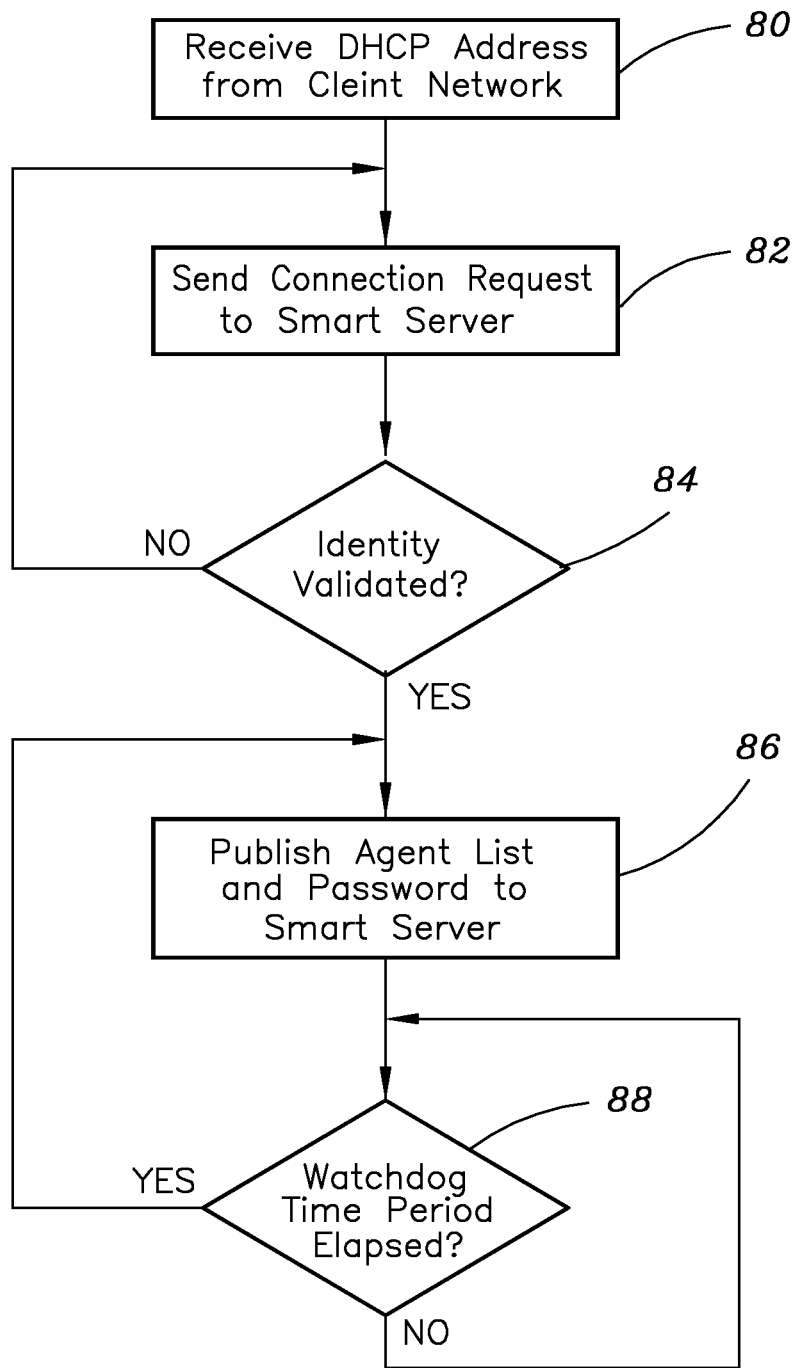 Receive DHCP Address
from Cleint Network
80
Send Connection Request
to Smart Server
82
Identity
Validated?
84
NO
YES
Publish Agent List
and Password to
Smart Server
86
Watchdog
Time Period
Elapsed?
88
YES
NO